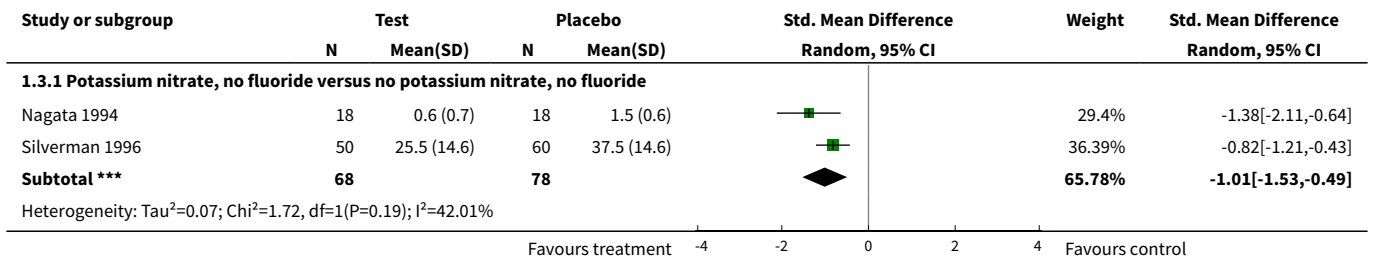 Study or subgroup Test Placebo Std. Mean Difference Weight Std. Mean Difference
N Mean(SD) N Mean(SD) Random, 95% CI Random, 95% CI
1.3.1 Potassium nitrate, no fluoride versus no potassium nitrate, no fluoride
Nagata 1994 18 0.6 (0.7) 18 1.5 (0.6) 29.4% -1.38[-2.11,-0.64]
Silverman 1996 50 25.5 (14.6) 60 37.5 (14.6) 36.39% -0.82[-1.21,-0.43]
Subtotal *** 68 78 65.78% -1.01[-1.53,-0.49]
Heterogeneity: Tau²=0.07; Chi²=1.72, df=1(P=0.19); I²=42.01%
Favours treatment -4 -2 0 2 4 Favours control